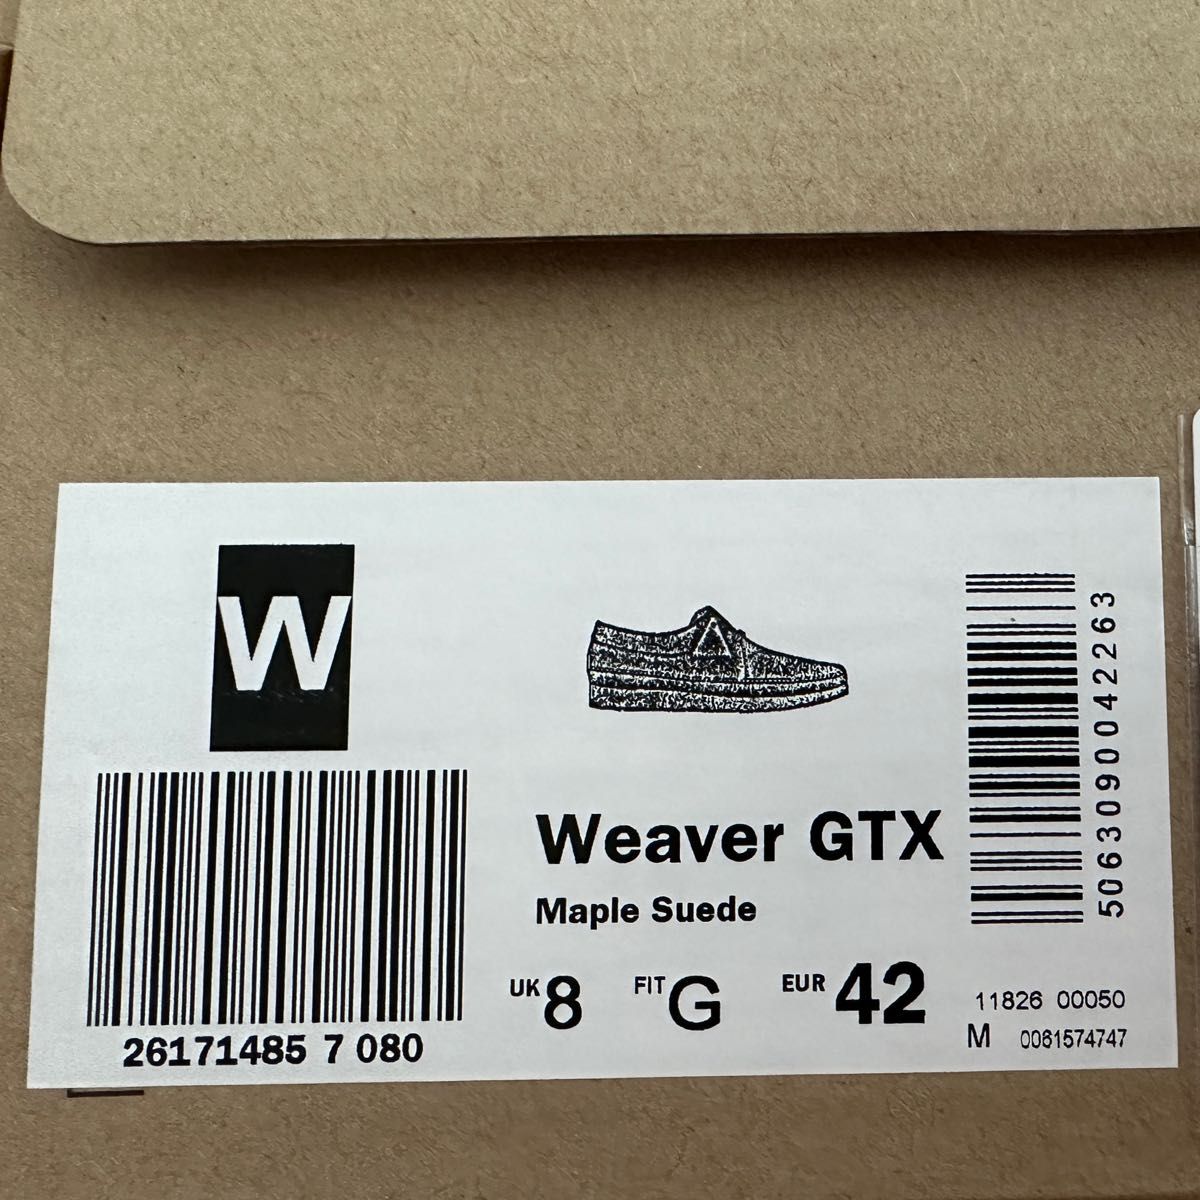 W
26171485 7 080
Weaver GTX
Maple Suede
UK 8 FIT G EUR 42
5063090042263
11826 00050
M 0061574747